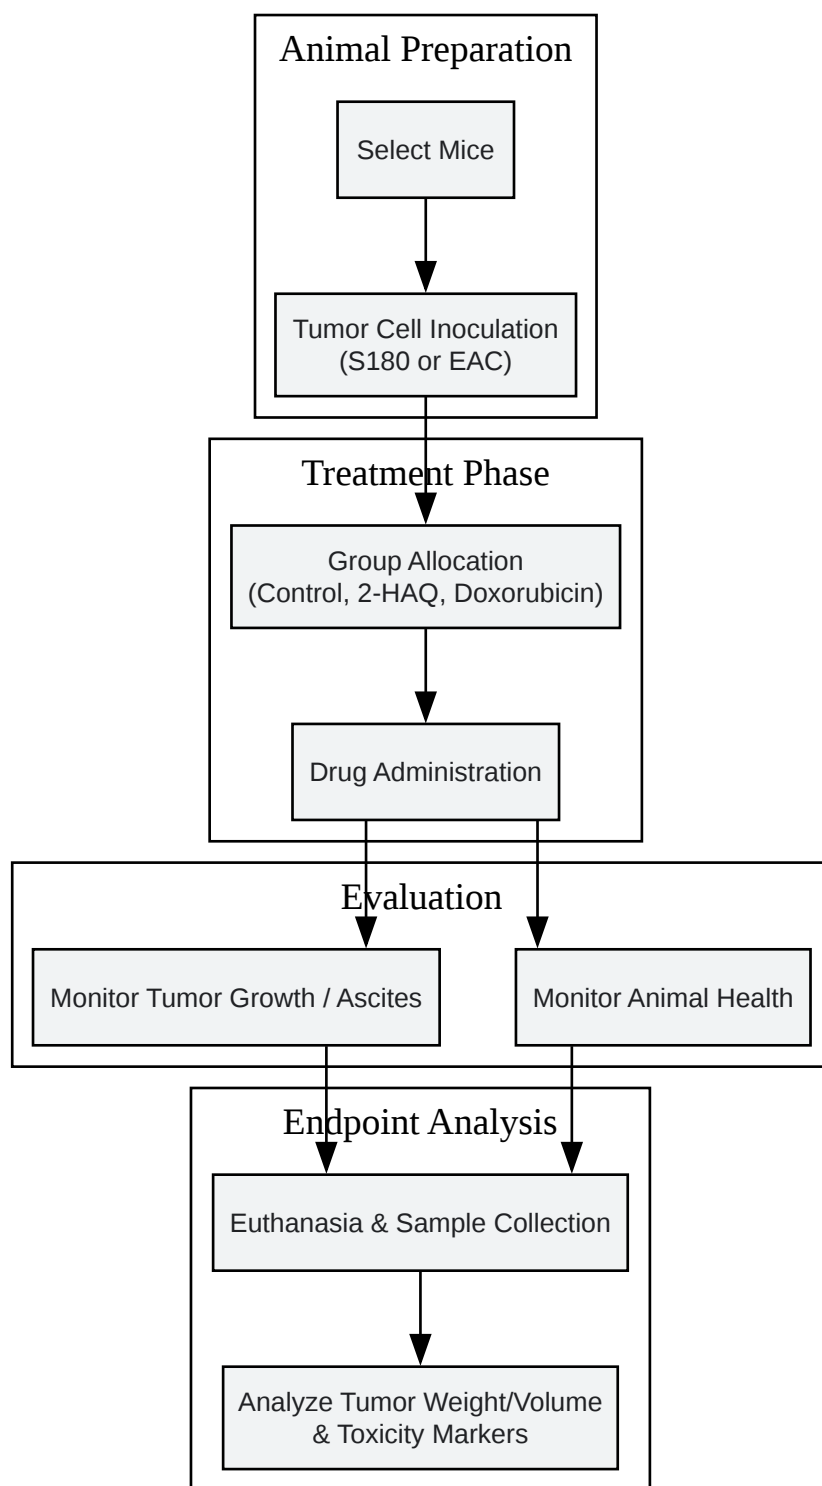 Animal Preparation
Select Mice
Tumor Cell Inoculation
(S180 or EAC)
Treatment Phase
Group Allocation
(Control, 2-HAQ, Doxorubicin)
Drug Administration
Evaluation
Monitor Tumor Growth / Ascites
Monitor Animal Health
Endpoint Analysis
Euthanasia & Sample Collection
Analyze Tumor Weight/Volume
& Toxicity Markers